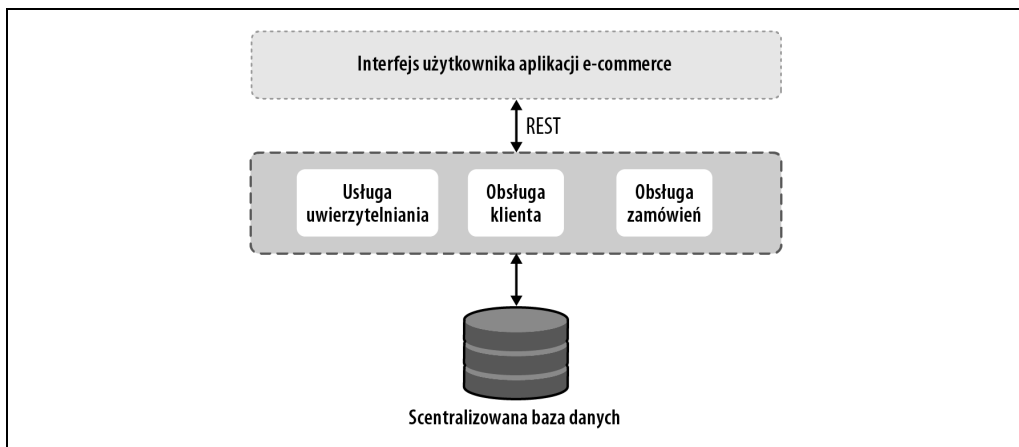 Interfejs użytkownika aplikacji e-commerce
REST
Usługa
uwierzytelniania
Obsługa
klienta
Obsługa
zamówień
Scentralizowana baza danych